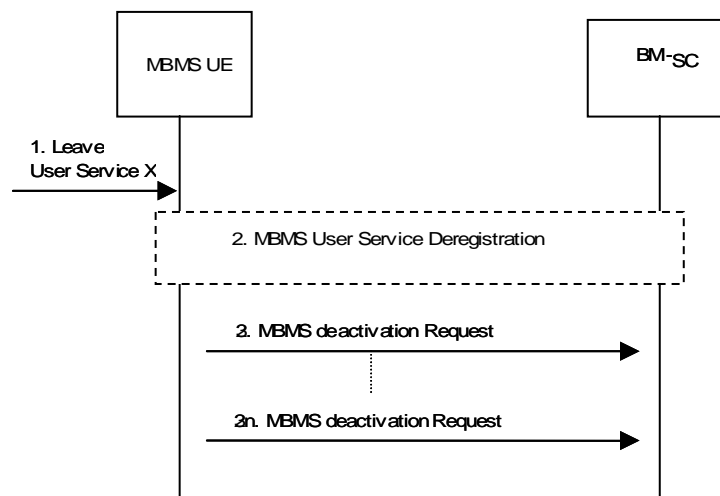 MBMS UE
BM-SC
1. Leave
User Service X
2. MBMS User Service Deregistration
3. MBMS deactivation Request
3n. MBMS deactivation Request